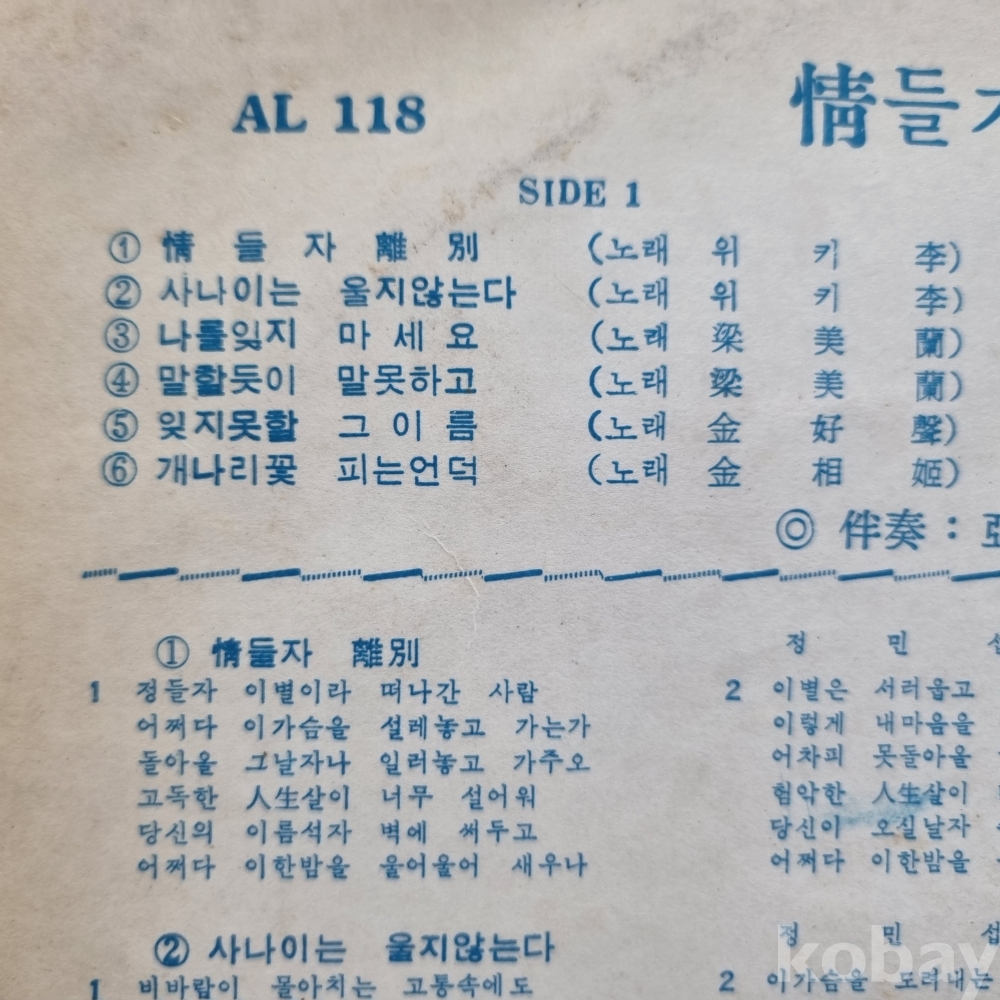 AL 118
情들자
SIDE 1
① 情들자 離別 (노래 위키李)
② 사나이는 울지않는다 (노래 위키李)
③ 나를잊지 마세요 (노래 梁美蘭)
④ 말할듯이 말못하고 (노래 梁美蘭)
⑤ 잊지못할 그이름 (노래 金好聲)
⑥ 개나리꽃 피는언덕 (노래 金相姬)
◎ 伴奏 : 亞
① 情들자 離別
정 민 섭
1 정들자 이별이라 떠나간 사람
어쩌다 이가슴을 설레놓고 가는가
돌아올 그날자나 일러놓고 가주오
고독한 人生살이 너무 설어워
당신의 이름석자 벽에 써두고
어쩌다 이한밤을 울어울어 새우나
2 이별은 서러웁고
이렇게 내마음을
어차피 못돌아올
험악한 人生살이
당신이 오실날자
어쩌다 이한밤을
② 사나이는 울지않는다
정 민 섭
1 비바람이 몰아치는 고통속에도
2 이가슴을 도려내는
kobay